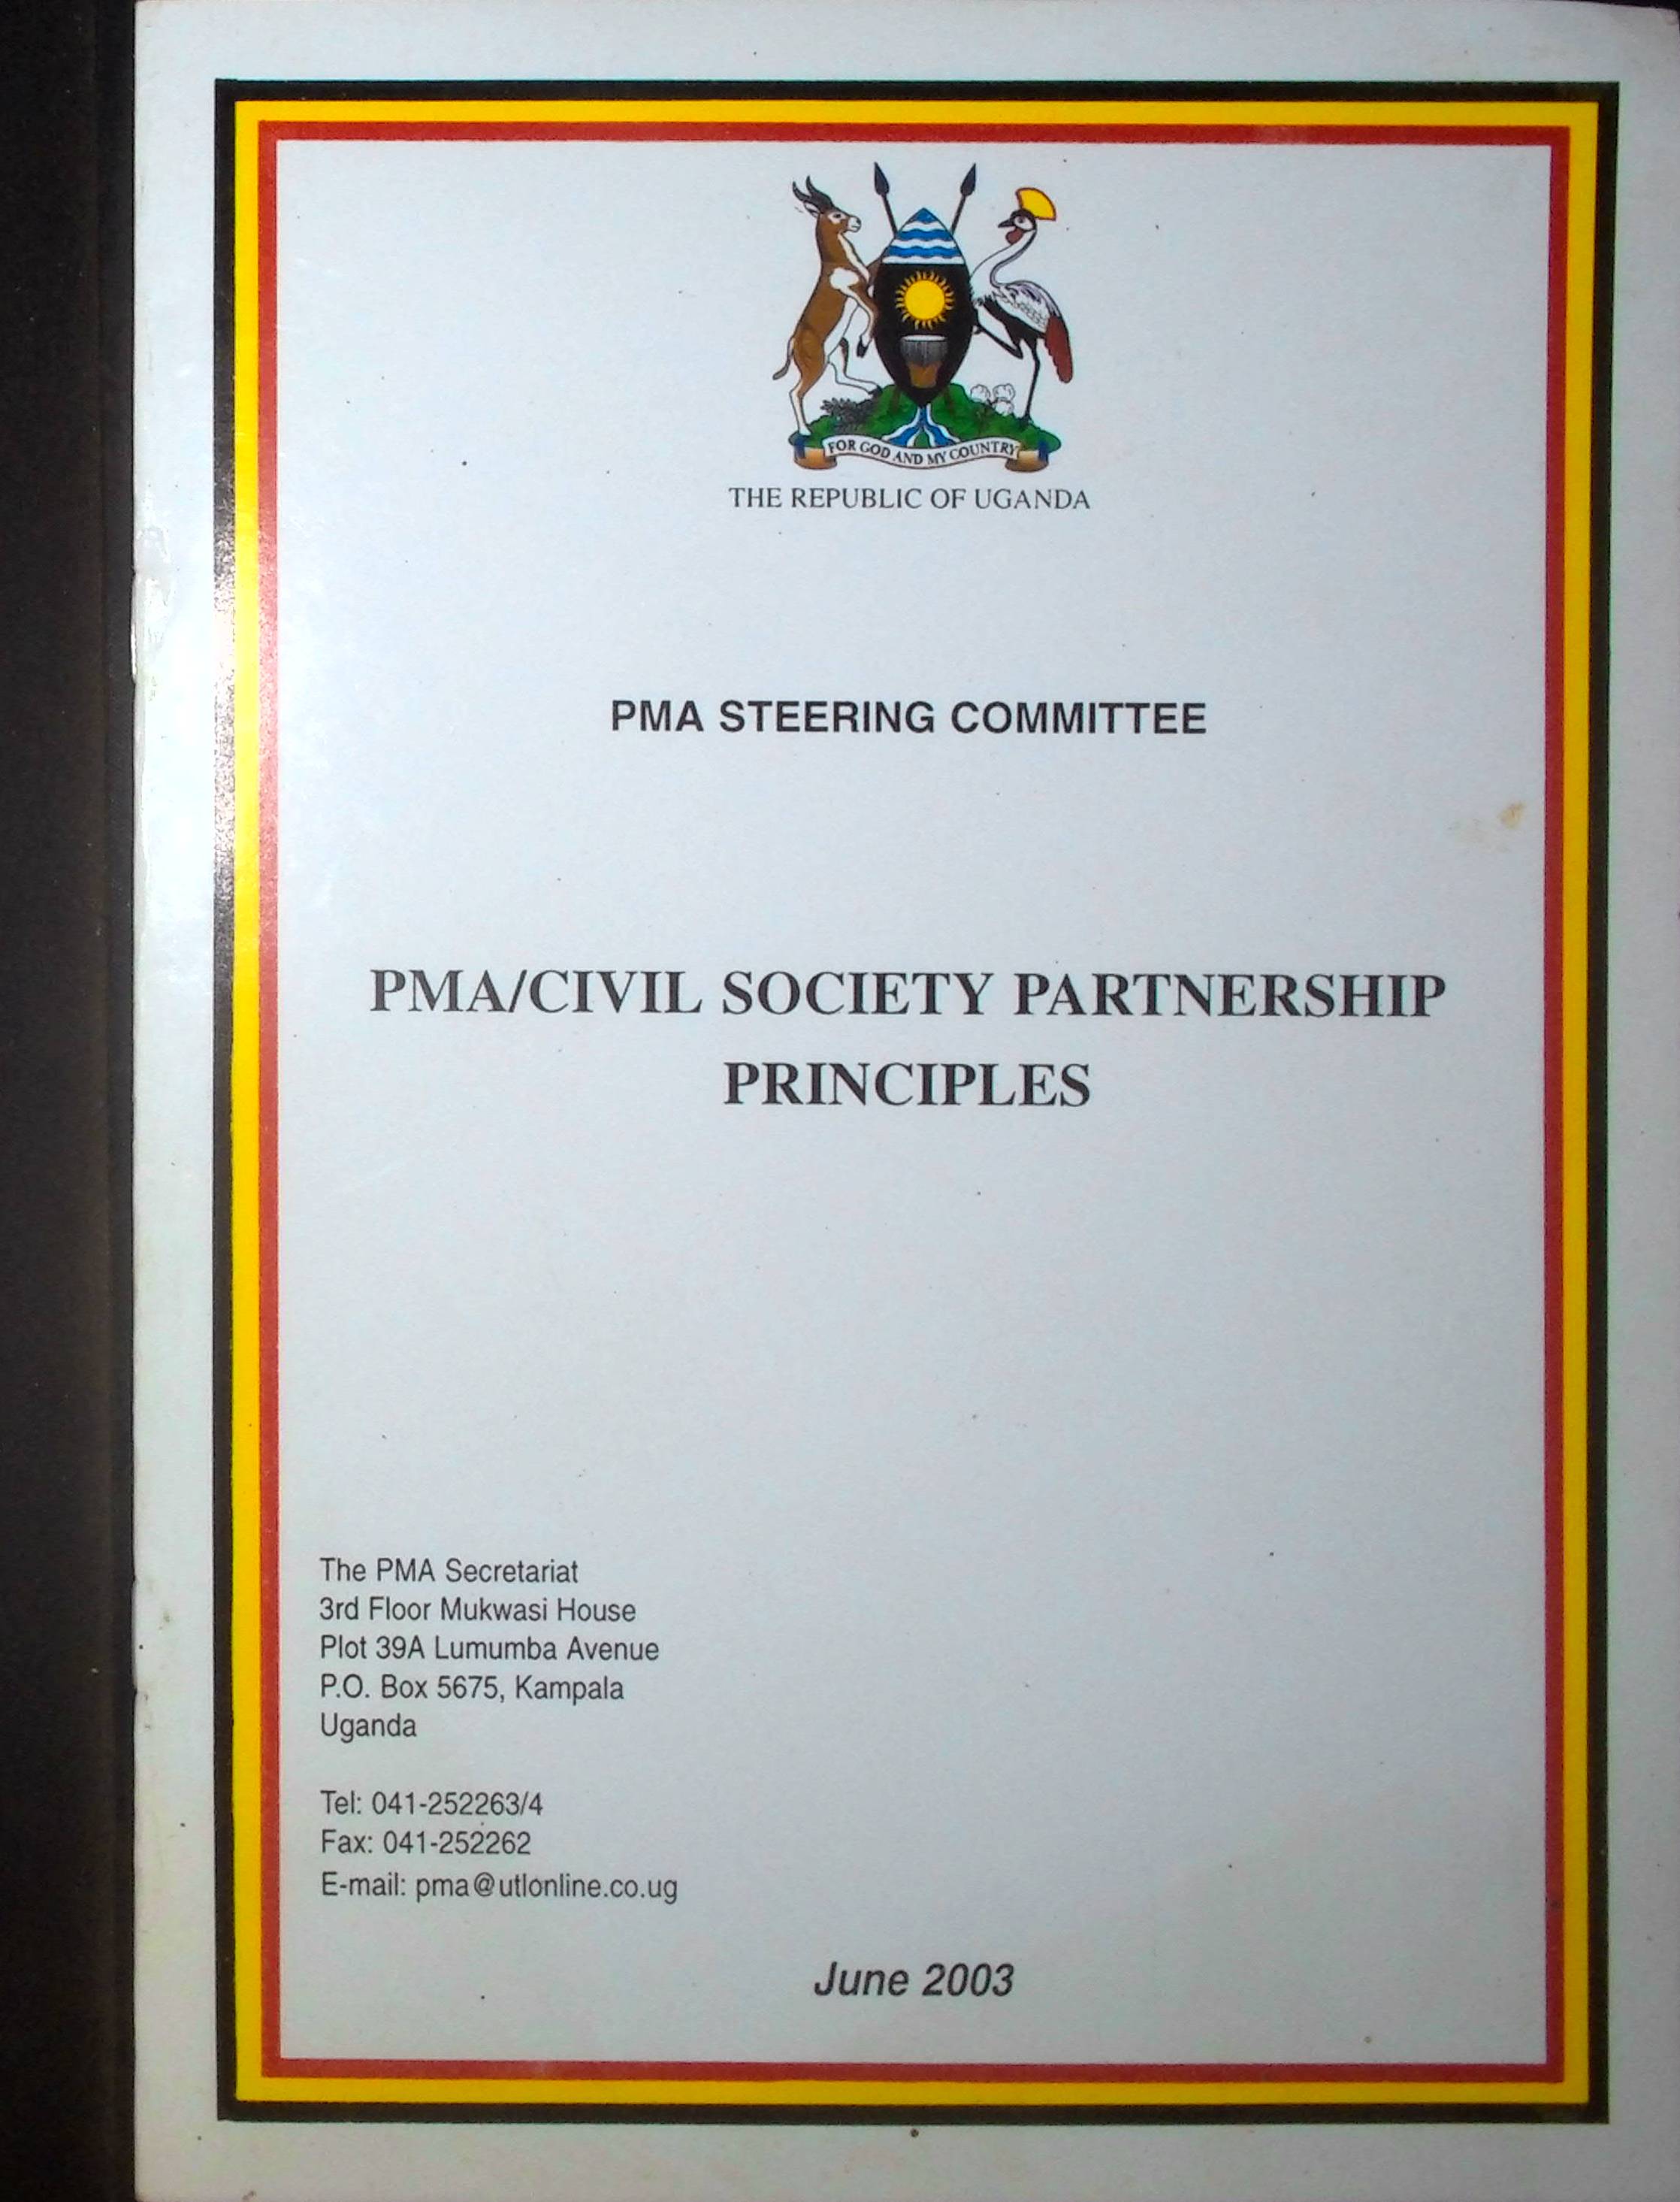 FOR GOD AND MY COUNTRY
THE REPUBLIC OF UGANDA
PMA STEERING COMMITTEE
PMA/CIVIL SOCIETY PARTNERSHIP
PRINCIPLES
The PMA Secretariat
3rd Floor Mukwasi House
Plot 39A Lumumba Avenue
P.O. Box 5675, Kampala
Uganda
Tel: 041-252263/4
Fax: 041-252262
E-mail: pma@utlonline.co.ug
June 2003